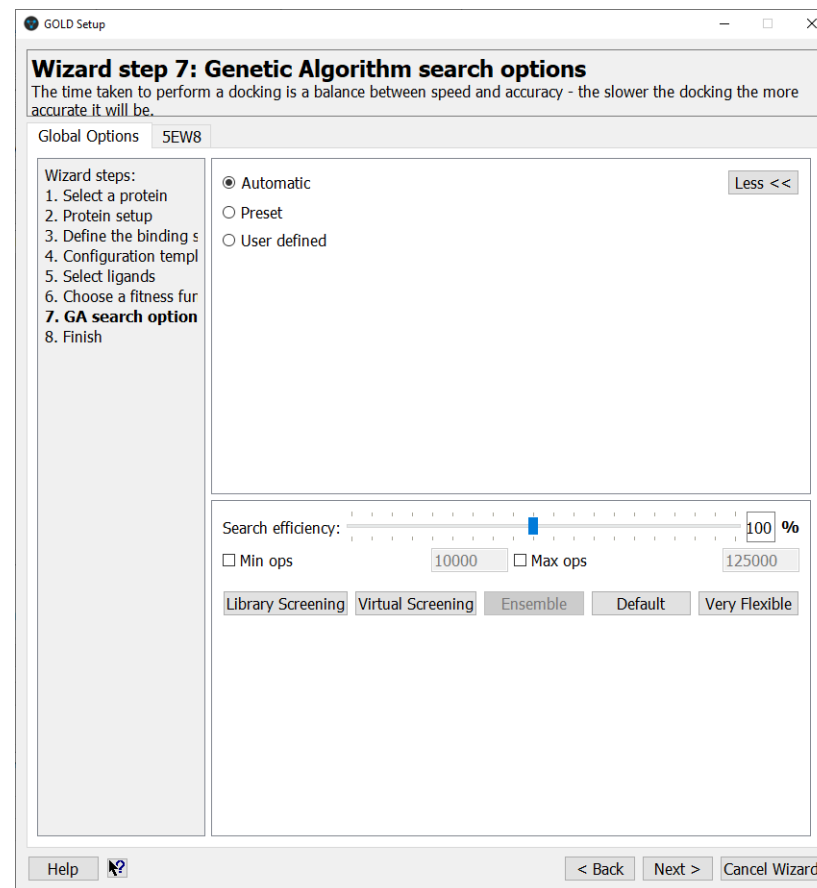 GOLD Setup
Wizard step 7: Genetic Algorithm search options
The time taken to perform a docking is a balance between speed and accuracy - the slower the docking the more
accurate it will be.
Global Options 5EW8
Wizard steps:
1. Select a protein
2. Protein setup
3. Define the binding s
4. Configuration templ
5. Select ligands
6. Choose a fitness fur
7. GA search option
8. Finish
Automatic
Less <<
Preset
User defined
Search efficiency: 100 %
Min ops 10000 Max ops 125000
Library Screening Virtual Screening Ensemble Default Very Flexible
Help ? < Back Next > Cancel Wizard